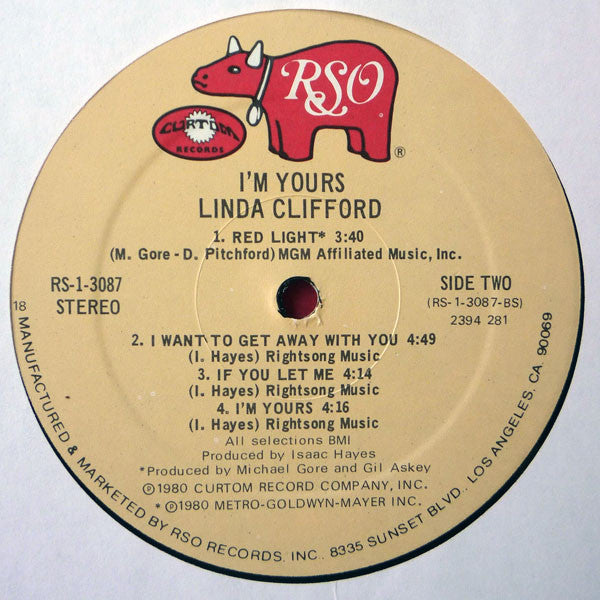 RSO
CURTOM
RECORDS
®
I'M YOURS
LINDA CLIFFORD
1. RED LIGHT* 3:40
(M. Gore - D. Pitchford) MGM Affiliated Music, Inc.
RS-1-3087
STEREO
SIDE TWO
(RS-1-3087-BS)
2394 281
2. I WANT TO GET AWAY WITH YOU 4:49
(I. Hayes) Rightsong Music
3. IF YOU LET ME 4:14
(I. Hayes) Rightsong Music
4. I'M YOURS 4:16
(I. Hayes) Rightsong Music
All selections BMI
Produced by Isaac Hayes
*Produced by Michael Gore and Gil Askey
℗1980 CURTOM RECORD COMPANY, INC.
* ℗1980 METRO-GOLDWYN-MAYER INC.
18 MANUFACTURED & MARKETED BY RSO RECORDS, INC., 8335 SUNSET BLVD., LOS ANGELES, CA. 90069